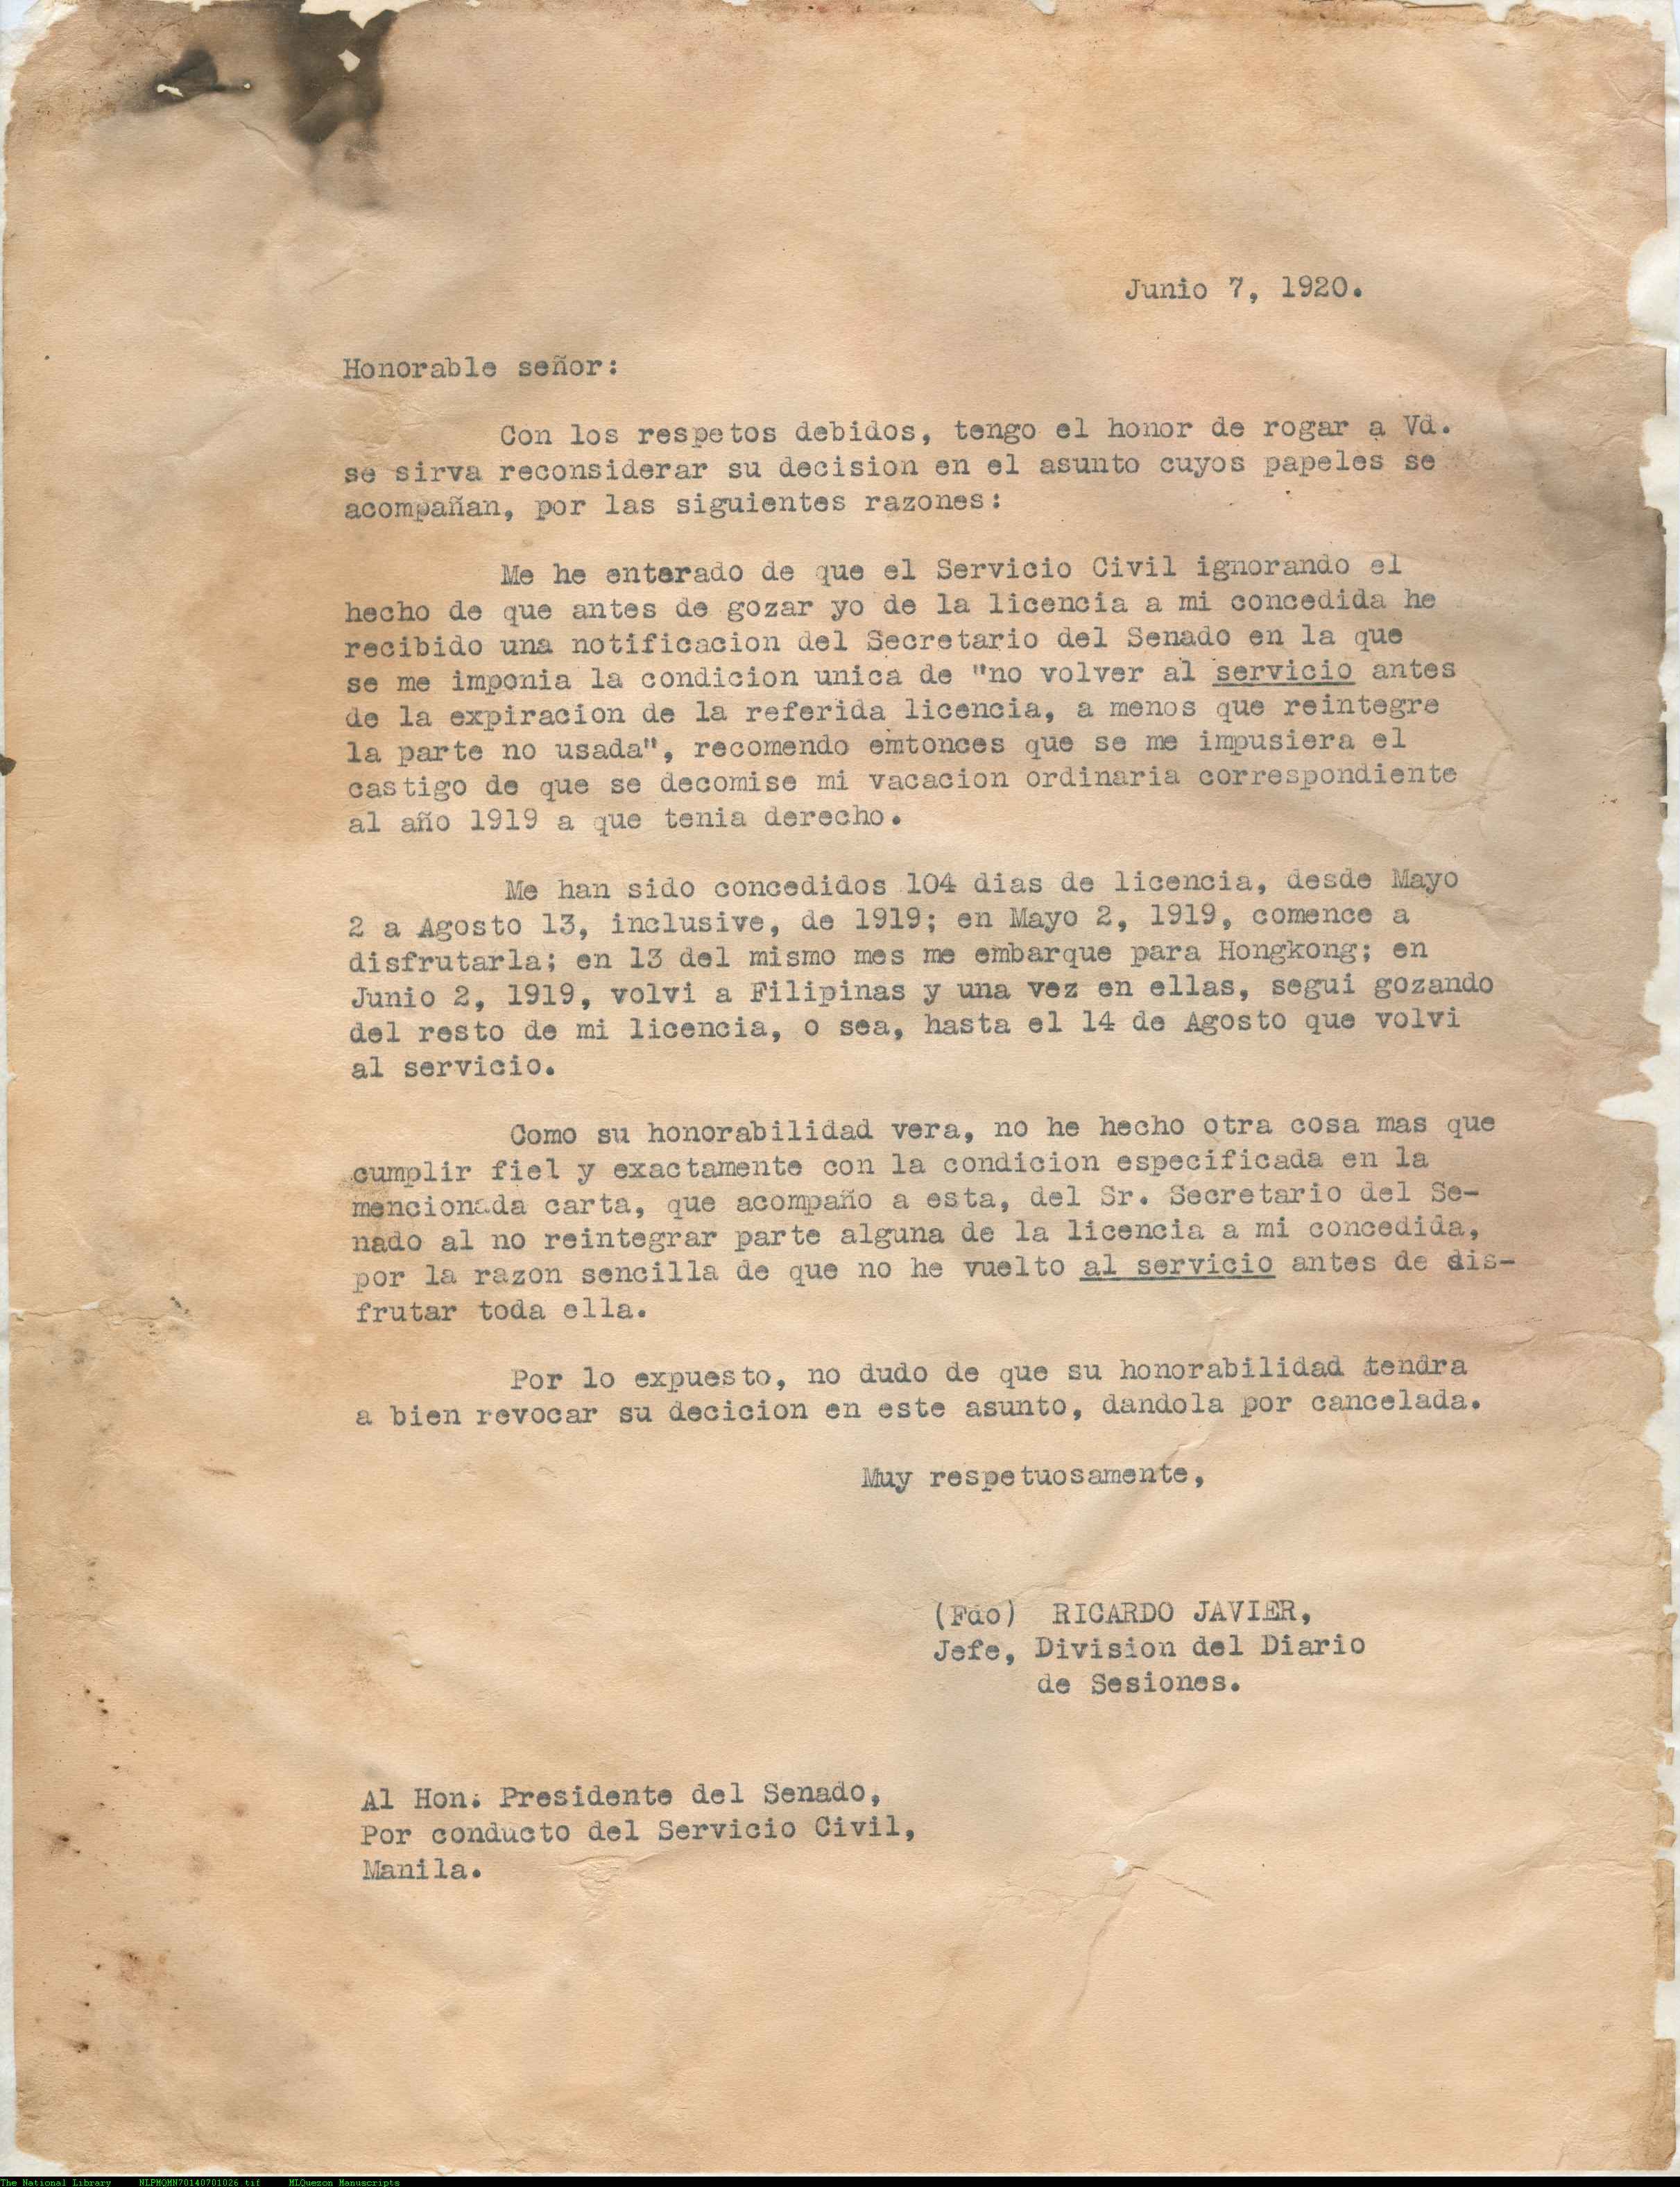 Junio 7, 1920.
Honorable señor:
Con los respetos debidos, tengo el honor de rogar a Vd.
se sirva reconsiderar su decision en el asunto cuyos papeles se
acompañan, por las siguientes razones:
Me he enterado de que el Servicio Civil ignorando el
hecho de que antes de gozar yo de la licencia a mi concedida he
recibido una notificacion del Secretario del Senado en la que
se me imponia la condicion unica de "no volver al servicio antes
de la expiracion de la referida licencia, a menos que reintegre
la parte no usada", recomendo emtonces que se me impusiera el
castigo de que se decomise mi vacacion ordinaria correspondiente
al año 1919 a que tenia derecho.
Me han sido concedidos 104 dias de licencia, desde Mayo
2 a Agosto 13, inclusive, de 1919; en Mayo 2, 1919, comence a
disfrutarla; en 13 del mismo mes me embarque para Hongkong; en
Junio 2, 1919, volvi a Filipinas y una vez en ellas, segui gozando
del resto de mi licencia, o sea, hasta el 14 de Agosto que volvi
al servicio.
Como su honorabilidad vera, no he hecho otra cosa mas que
cumplir fiel y exactamente con la condicion especificada en la
mencionada carta, que acompaño a esta, del Sr. Secretario del Se-
nado al no reintegrar parte alguna de la licencia a mi concedida,
por la razon sencilla de que no he vuelto al servicio antes de dis-
frutar toda ella.
Por lo expuesto, no dudo de que su honorabilidad tendra
a bien revocar su decicion en este asunto, dandola por cancelada.
Muy respetuosamente,
(Fdo) RICARDO JAVIER,
Jefe, Division del Diario
de Sesiones.
Al Hon. Presidente del Senado,
Por conducto del Servicio Civil,
Manila.
The National Library NLPMQMN70140701026.tif MLQuezon Manuscripts